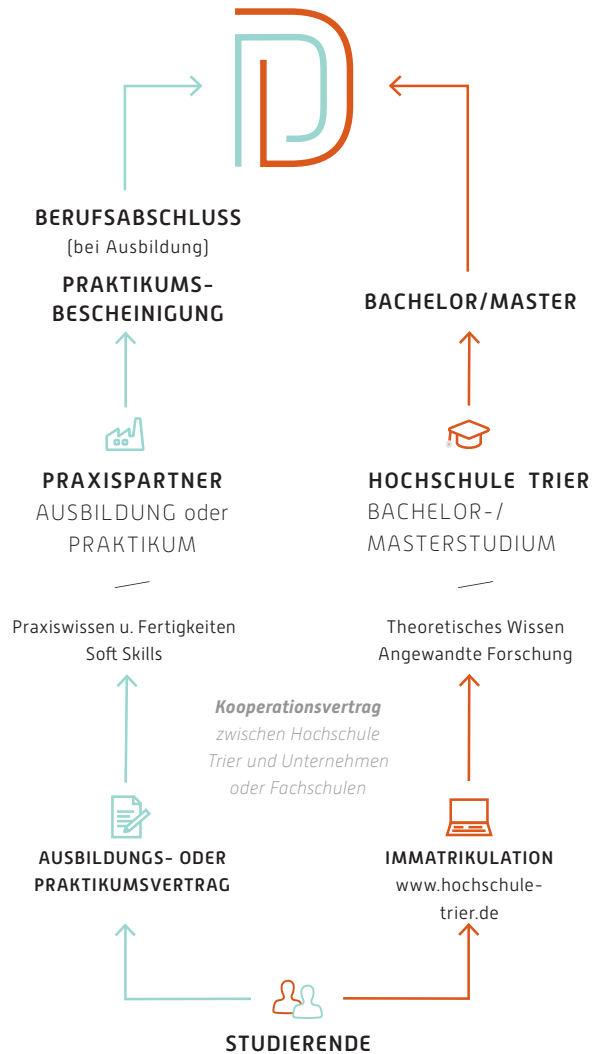 BERUFSABSCHLUSS
(bei Ausbildung)
PRAKTIKUMS-
BESCHEINIGUNG
BACHELOR/MASTER
PRAXISPARTNER
AUSBILDUNG oder
PRAKTIKUM
HOCHSCHULE TRIER
BACHELOR-/
MASTERSTUDIUM
Praxiswissen u. Fertigkeiten
Soft Skills
Theoretisches Wissen
Angewandte Forschung
Kooperationsvertrag
zwischen Hochschule
Trier und Unternehmen
oder Fachschulen
AUSBILDUNGS- ODER
PRAKTIKUMSVERTRAG
IMMATRIKULATION
www.hochschule-
trier.de
STUDIERENDE